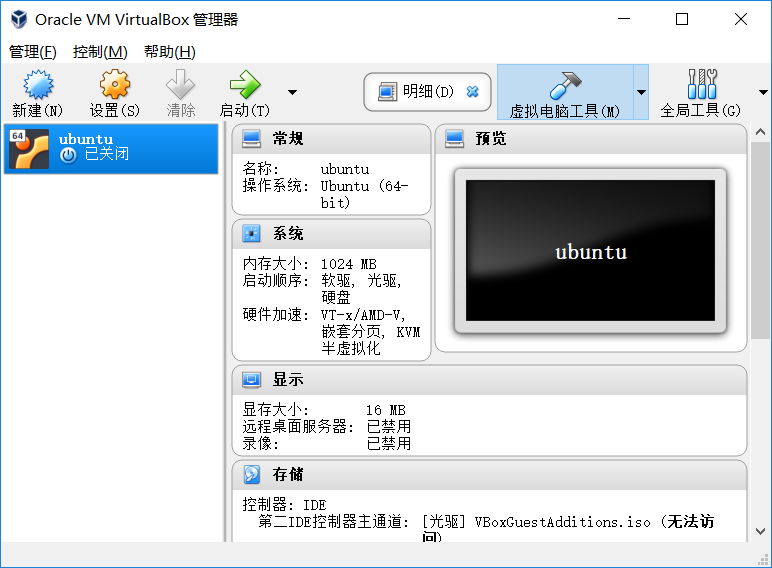 Oracle VM VirtualBox 管理器
管理(F) 控制(M) 帮助(H)
新建(N) 设置(S) 清除 启动(T) 明细(D) 虚拟电脑工具(M) 全局工具(G)
64 ubuntu
已关闭
常规
名称: ubuntu
操作系统: Ubuntu (64-
bit)
系统
内存大小: 1024 MB
启动顺序: 软驱, 光驱,
硬盘
硬件加速: VT-x/AMD-V,
嵌套分页, KVM
半虚拟化
预览
ubuntu
显示
显存大小: 16 MB
远程桌面服务器: 已禁用
录像: 已禁用
存储
控制器: IDE
第二IDE控制器主通道: [光驱] VBoxGuestAdditions.iso (无法访
问)